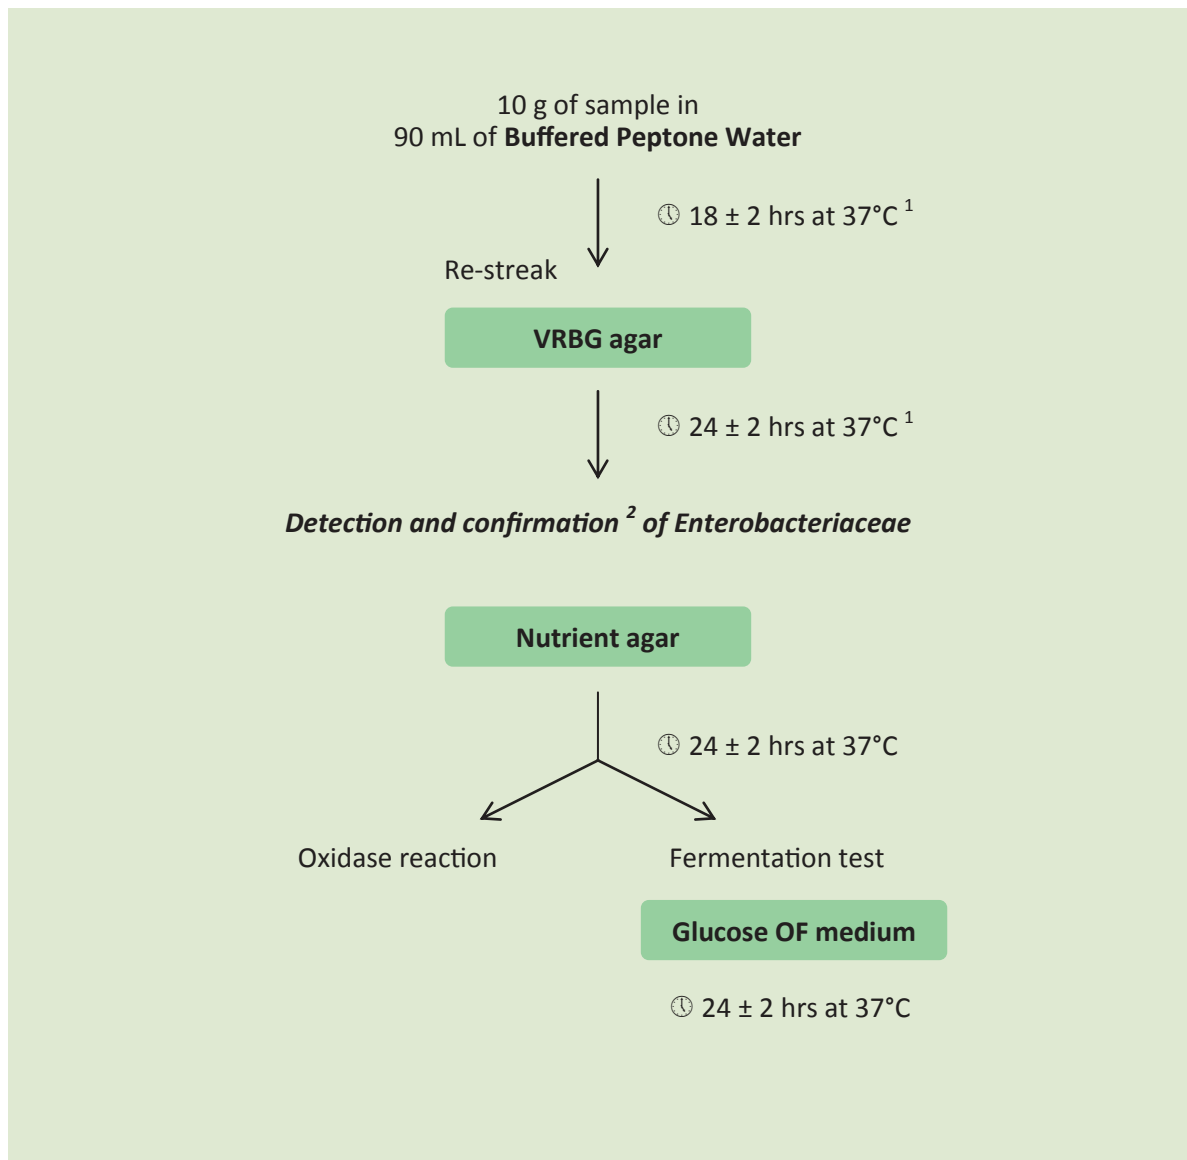 10 g of sample in
90 mL of Buffered Peptone Water
18 ± 2 hrs at 37°C ¹
Re-streak
VRBG agar
24 ± 2 hrs at 37°C ¹
Detection and confirmation ² of Enterobacteriaceae
Nutrient agar
24 ± 2 hrs at 37°C
Oxidase reaction
Fermentation test
Glucose OF medium
24 ± 2 hrs at 37°C